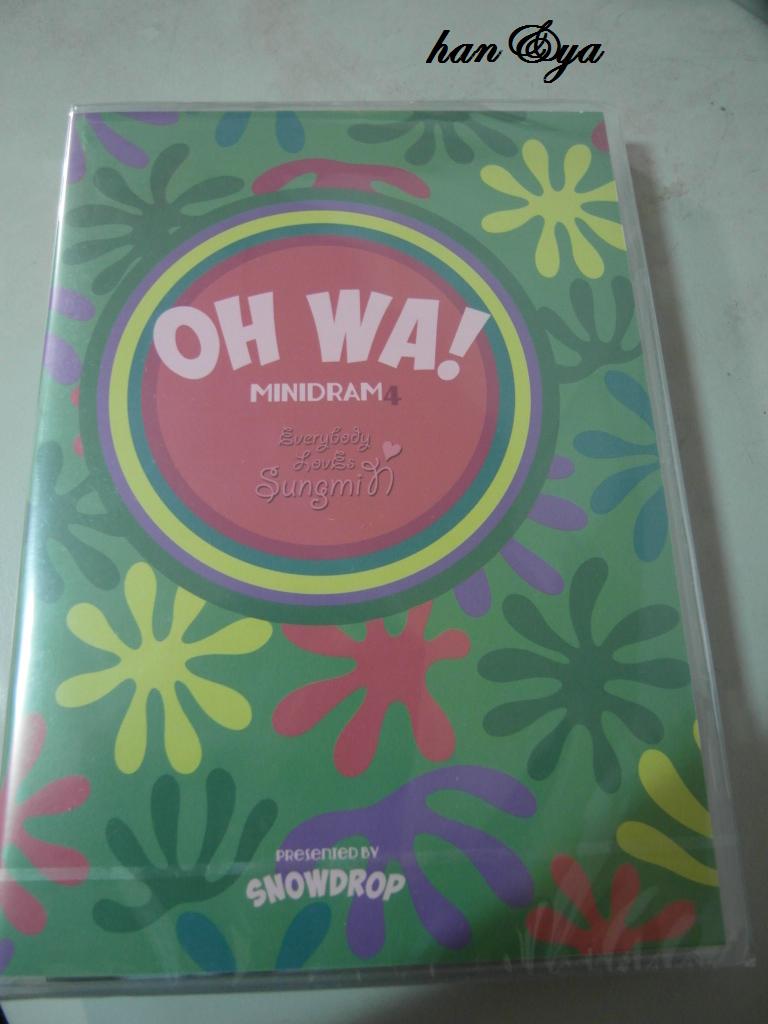 han & ya
OH WA!
MINIDRAM4
Everybody
LovEs
SungmiN
PRESENTED BY
SNOWDROP